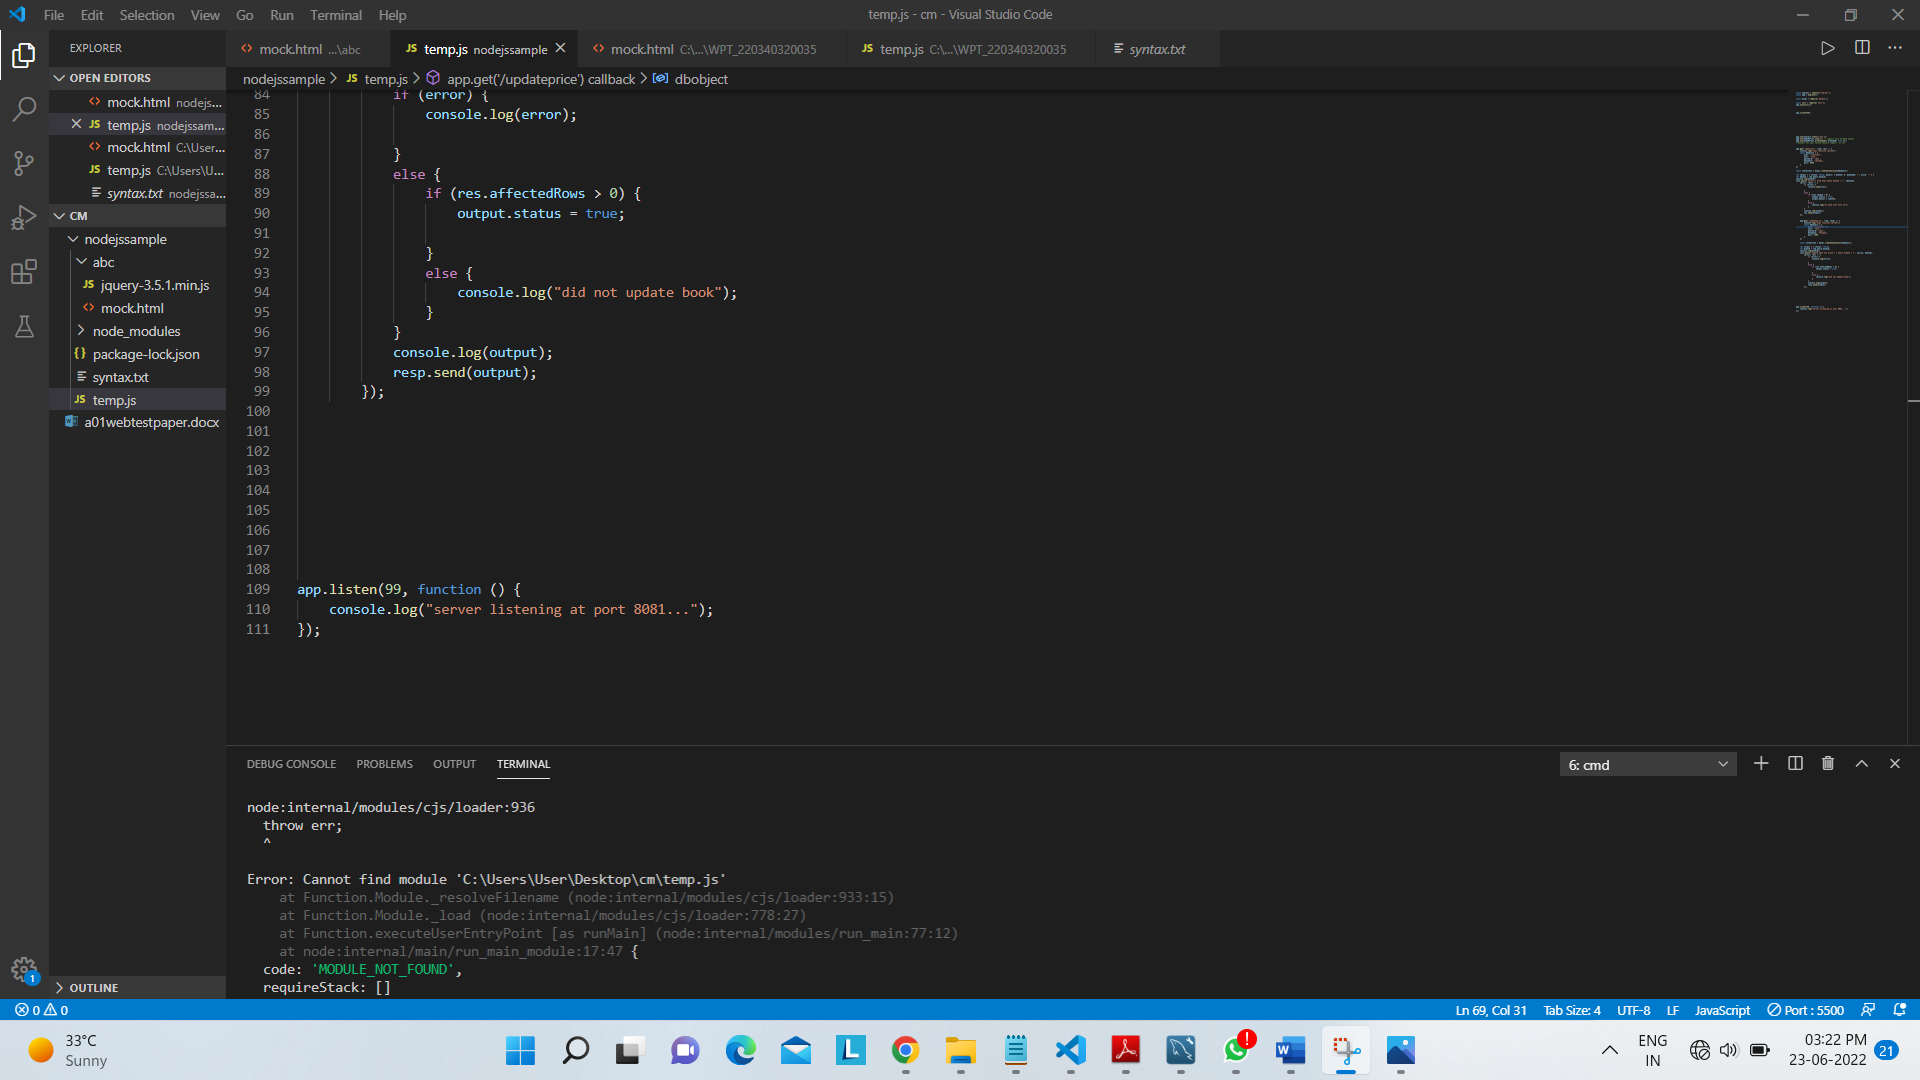 File Edit Selection View Go Run Terminal Help
temp.js - cm - Visual Studio Code
EXPLORER
OPEN EDITORS
mock.html nodejs...
temp.js nodejssam...
mock.html C:\User...
temp.js C:\Users\U...
syntax.txt nodejssa...
CM
nodejssample
abc
jquery-3.5.1.min.js
mock.html
node_modules
package-lock.json
syntax.txt
temp.js
a01webtestpaper.docx
OUTLINE
mock.html ...\abc
temp.js nodejssample
mock.html C:\...\WPT_220340320035
temp.js C:\...\WPT_220340320035
syntax.txt
nodejssample > temp.js > app.get('/updateprice') callback > dbobject
84 if (error) {
85 console.log(error);
86
87 }
88 else {
89 if (res.affectedRows > 0) {
90 output.status = true;
91
92 }
93 else {
94 console.log("did not update book");
95 }
96 }
97 console.log(output);
98 resp.send(output);
99 });
100
101
102
103
104
105
106
107
108
109 app.listen(99, function () {
110 console.log("server listening at port 8081...");
111 });
DEBUG CONSOLE PROBLEMS OUTPUT TERMINAL
6: cmd
node:internal/modules/cjs/loader:936
throw err;
^
Error: Cannot find module 'C:\Users\User\Desktop\cm\temp.js'
at Function.Module._resolveFilename (node:internal/modules/cjs/loader:933:15)
at Function.Module._load (node:internal/modules/cjs/loader:778:27)
at Function.executeUserEntryPoint [as runMain] (node:internal/modules/run_main:77:12)
at node:internal/main/run_main_module:17:47 {
code: 'MODULE_NOT_FOUND',
requireStack: []
1
0 0
Ln 69, Col 31 Tab Size: 4 UTF-8 LF JavaScript Port : 5500
33°C
Sunny
ENG
IN
03:22 PM
23-06-2022
21